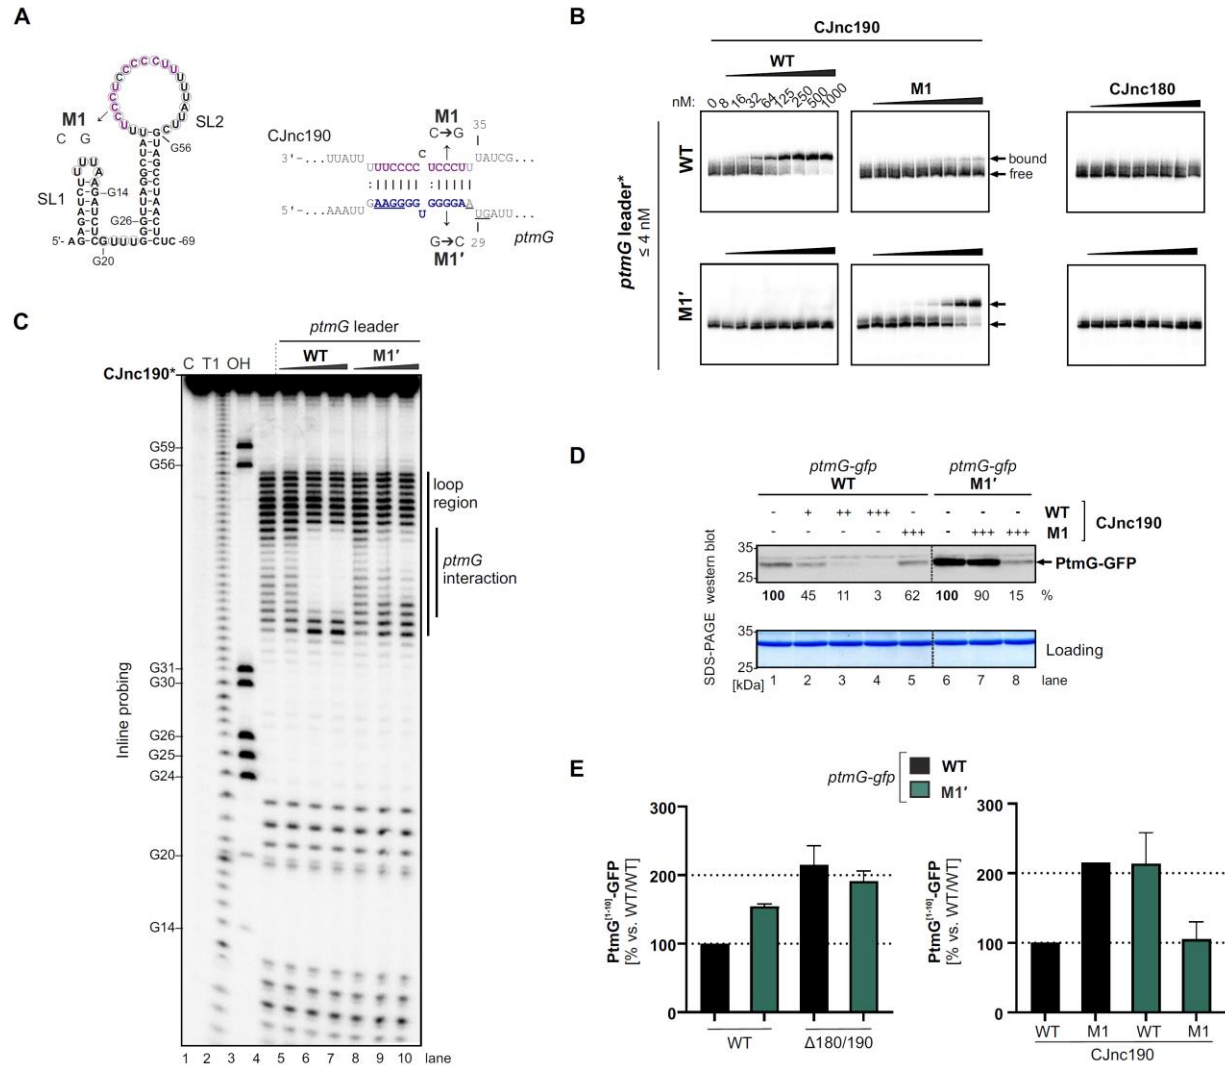 A
M1
C G
SL1
SL2
G56
G14
G26
G20
5'- A G
C U C -69
CJnc190
M1
C→G
35
C
3'-...UUAUU UUUCCCC UCCCUU UAUCG...
5'...AAAUU GAAGGGG GGGGAA UGAUU...
U
G→C
M1′
29
ptmG
B
CJnc190
WT
M1
CJnc180
nM: 0 8 16 32 64 125 250 500 1000
ptmG leader*
≤ 4 nM
WT
bound
free
M1′
C
ptmG leader
C T1 OH WT M1′
CJnc190*
G59
G56
loop
region
ptmG
interaction
Inline probing
G31
G30
G26
G25
G24
G20
G14
1 2 3 4 5 6 7 8 9 10 lane
D
ptmG-gfp
WT
ptmG-gfp
M1′
- + ++ +++ - - +++ - WT
- - - - +++ - - +++ M1
CJnc190
western blot
35
25
PtmG-GFP
100 45 11 3 62 100 90 15 %
SDS-PAGE
35
25
Loading
[kDa] 1 2 3 4 5 6 7 8 lane
E
ptmG-gfp
WT
M1′
PtmG[1-10]-GFP
[% vs. WT/WT]
300
200
100
0
WT
Δ180/190
PtmG[1-10]-GFP
[% vs. WT/WT]
300
200
100
0
WT M1 WT M1
CJnc190